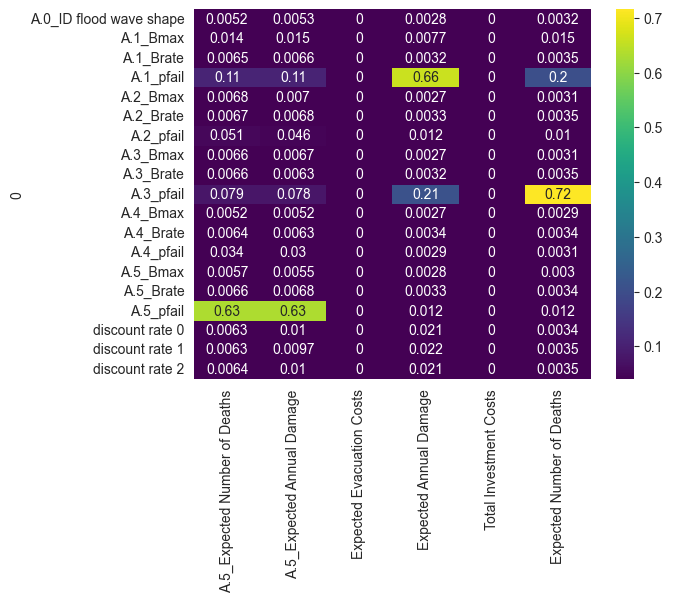 A.0_ID flood wave shape 0.0052 0.0053 0 0.0028 0 0.0032
A.1_Bmax 0.014 0.015 0 0.0077 0 0.015
A.1_Brate 0.0065 0.0066 0 0.0032 0 0.0035
A.1_pfail 0.11 0.11 0 0.66 0 0.2
A.2_Bmax 0.0068 0.007 0 0.0027 0 0.0031
A.2_Brate 0.0067 0.0068 0 0.0033 0 0.0035
A.2_pfail 0.051 0.046 0 0.012 0 0.01
A.3_Bmax 0.0066 0.0067 0 0.0027 0 0.0031
A.3_Brate 0.0066 0.0063 0 0.0032 0 0.0035
A.3_pfail 0.079 0.078 0 0.21 0 0.72
A.4_Bmax 0.0052 0.0052 0 0.0027 0 0.0029
A.4_Brate 0.0064 0.0063 0 0.0034 0 0.0034
A.4_pfail 0.034 0.03 0 0.0029 0 0.0031
A.5_Bmax 0.0057 0.0055 0 0.0028 0 0.003
A.5_Brate 0.0066 0.0068 0 0.0033 0 0.0034
A.5_pfail 0.63 0.63 0 0.012 0 0.012
discount rate 0 0.0063 0.01 0 0.021 0 0.0034
discount rate 1 0.0063 0.0097 0 0.022 0 0.0035
discount rate 2 0.0064 0.01 0 0.021 0 0.0035
0
A.5_Expected Number of Deaths
A.5_Expected Annual Damage
Expected Evacuation Costs
Expected Annual Damage
Total Investment Costs
Expected Number of Deaths
0.7
0.6
0.5
0.4
0.3
0.2
0.1